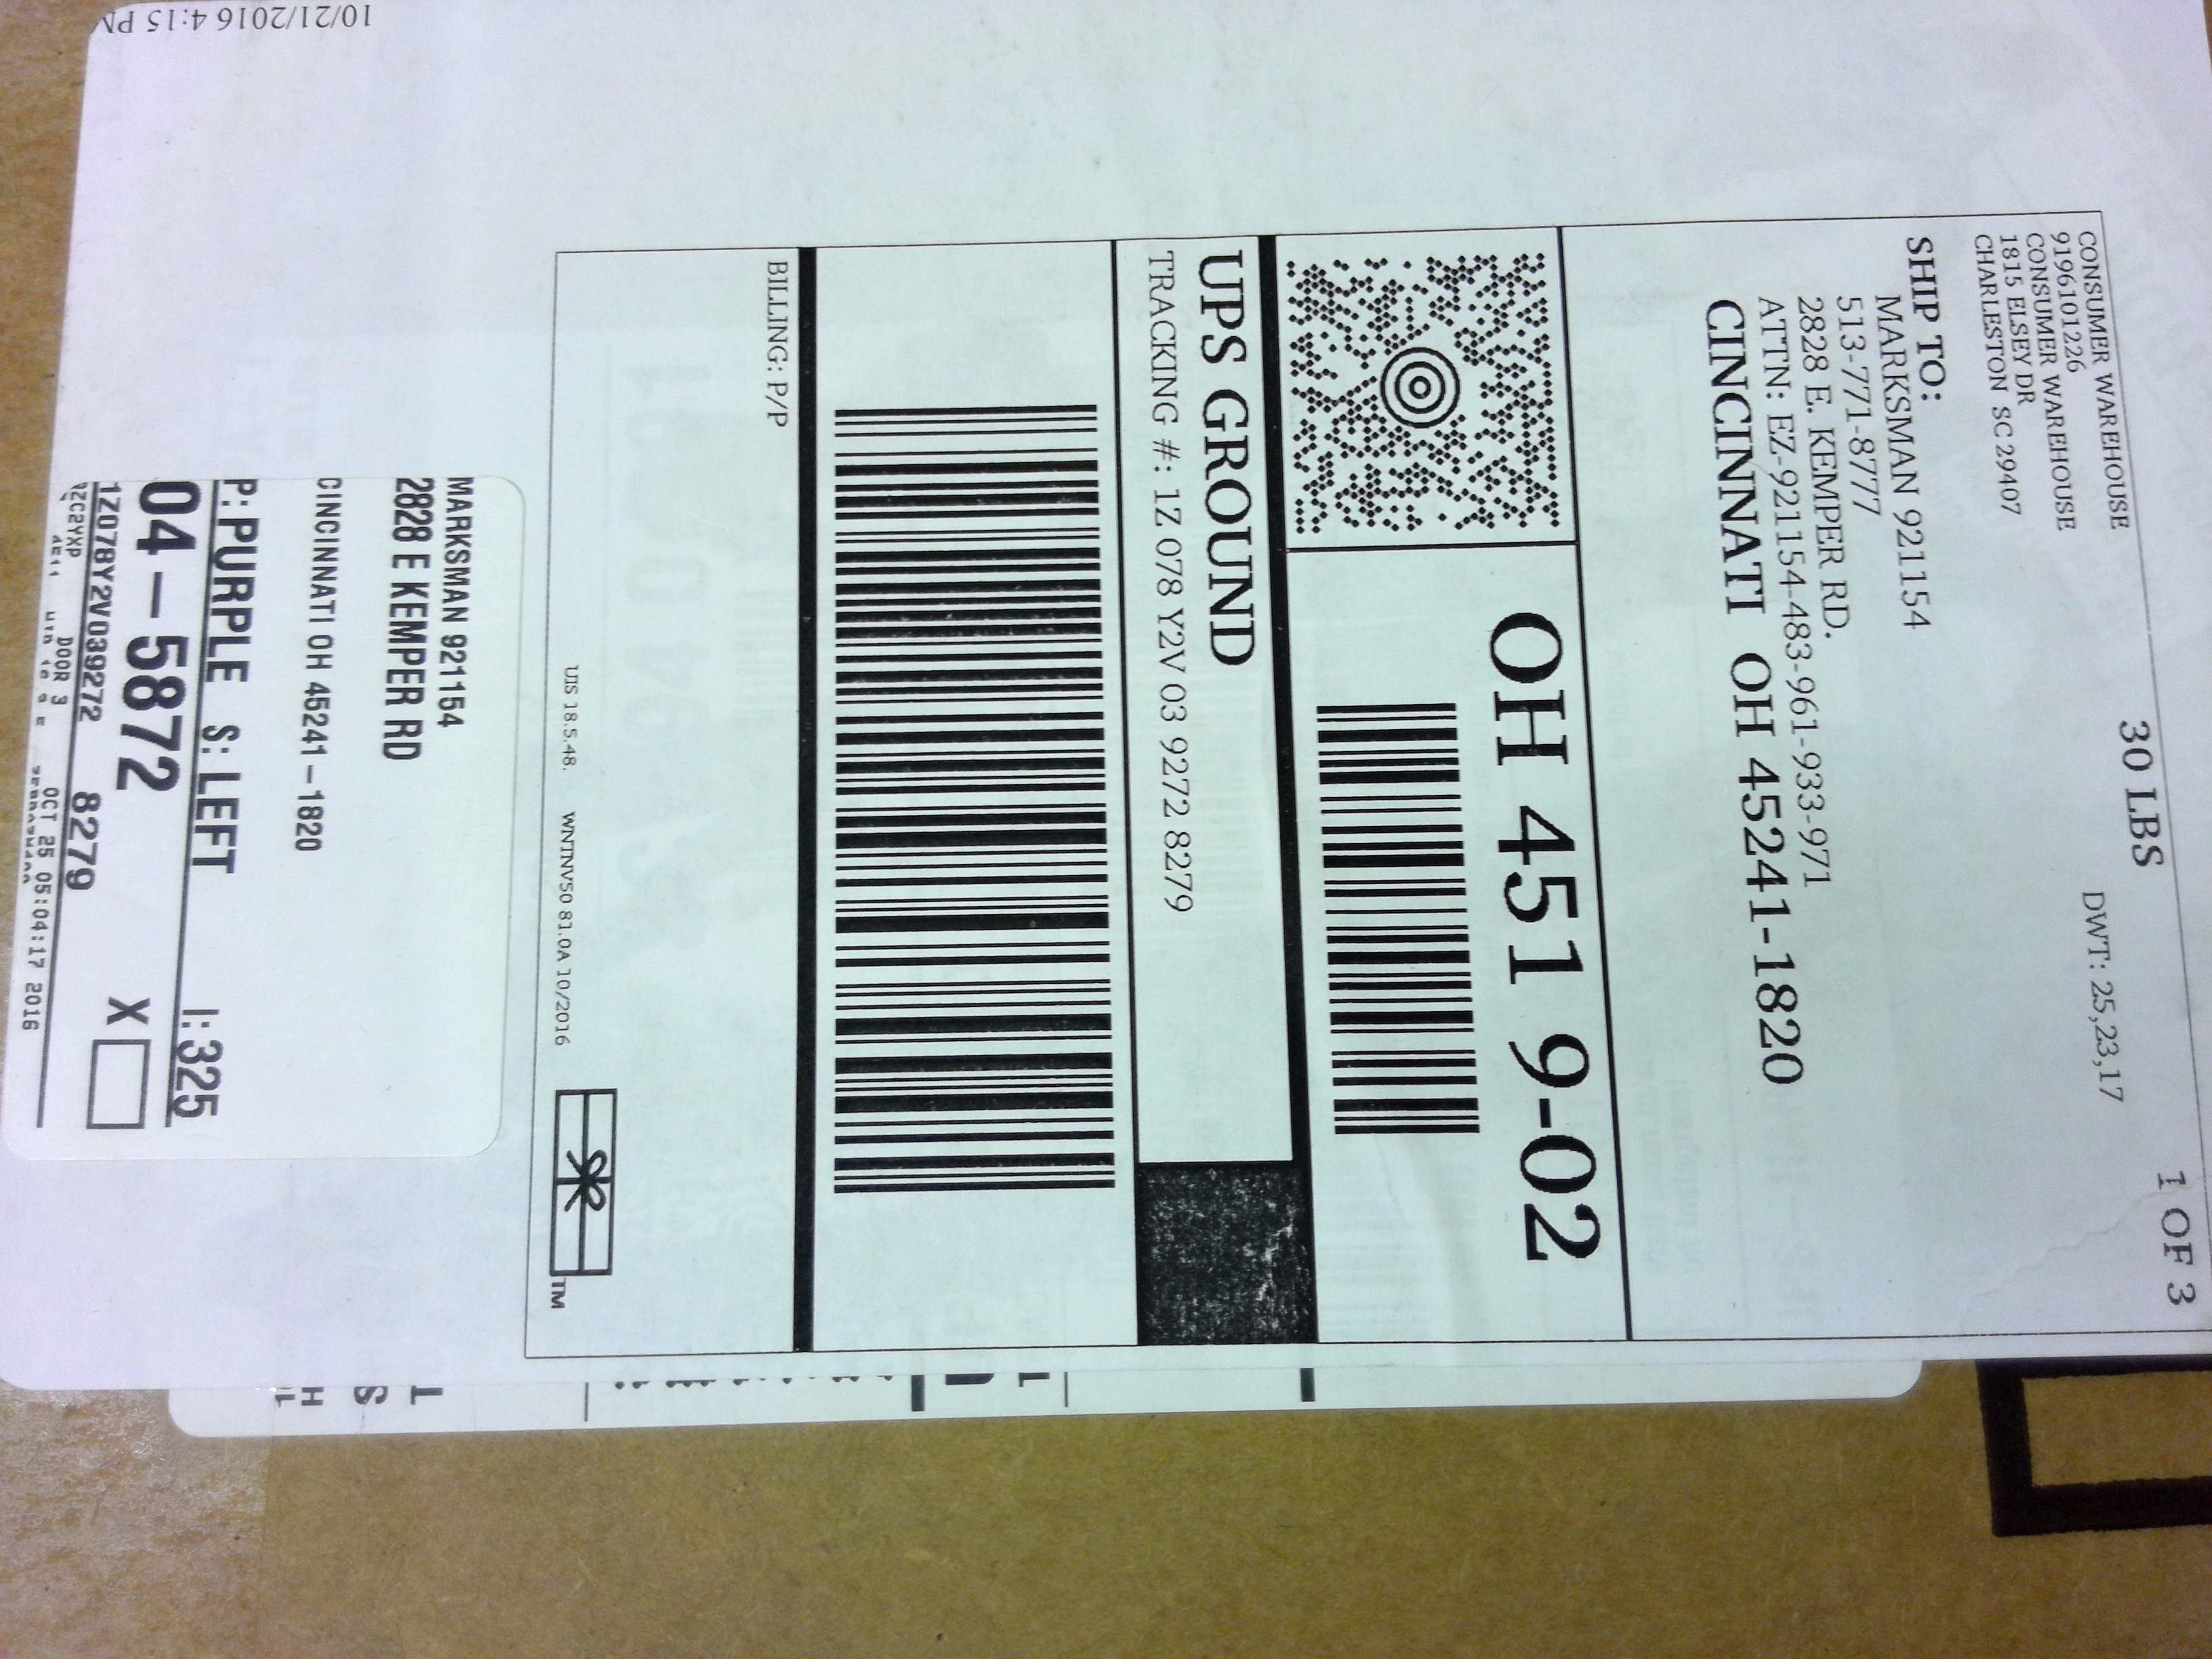 10/21/2016 4:15 PM
CONSUMER WAREHOUSE
9196101226
CONSUMER WAREHOUSE
1815 ELSEY DR
CHARLESTON SC 29407
30 LBS
1 OF 3
DWT: 25,23,17
SHIP TO:
MARKSMAN 921154
513-771-8777
2828 E. KEMPER RD.
ATTN: EZ-921154-483-961-933-971
CINCINNATI OH 45241-1820
OH 451 9-02
UPS GROUND
TRACKING #: 1Z 078 Y2V 03 9272 8279
BILLING: P/P
UIS 18.5.48. WNTNV50 81.0A 10/2016
TM
MARKSMAN 921154
2828 E KEMPER RD
CINCINNATI OH 45241-1820
P: PURPLE S: LEFT I: 325
04-5872 X
1Z078Y2V039272 8279
DOOR 3 OCT 25 05:04:17 2016